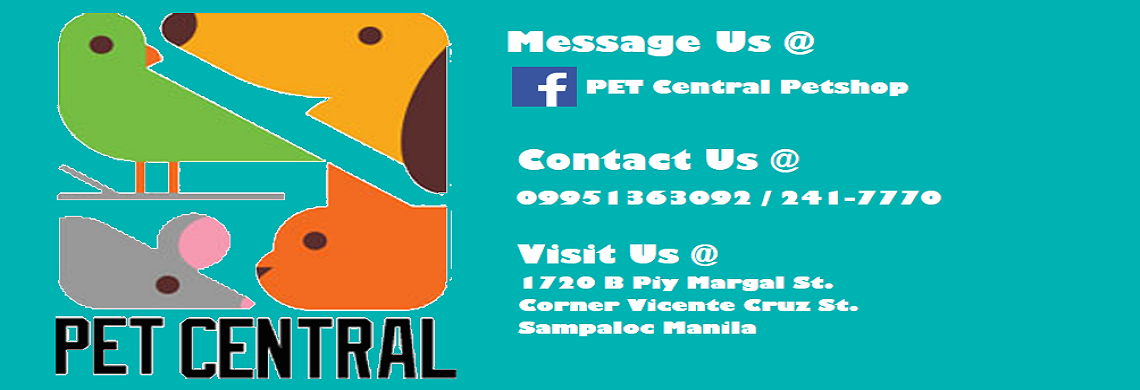 Message Us @
f PET Central Petshop
Contact Us @
09951363092 / 241-7770
Visit Us @
1720 B Piy Margal St.
Corner Vicente Cruz St.
Sampaloc Manila
PET CENTRAL